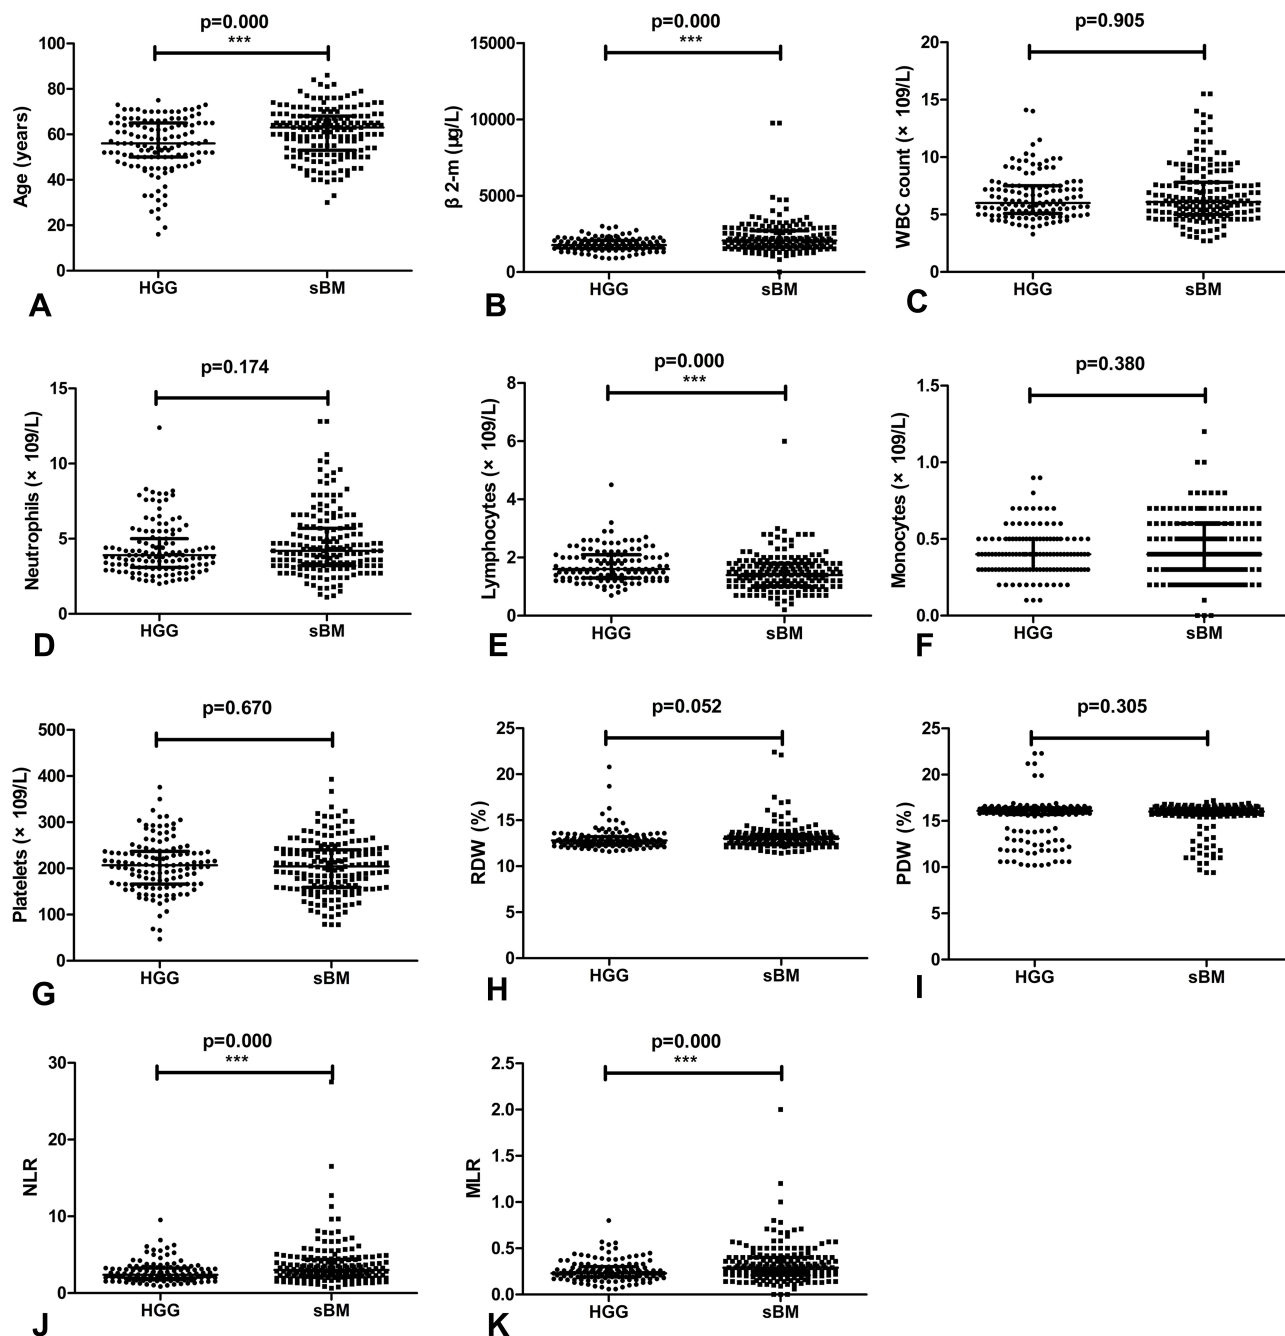 p=0.000
***
Age (years)
100
80
60
40
20
0
HGG
sBM
A
p=0.000
***
β 2-m (μg/L)
15000
10000
5000
0
HGG
sBM
B
p=0.905
WBC count (× 109/L)
20
15
10
5
0
HGG
sBM
C
p=0.174
Neutrophils (× 109/L)
15
10
5
0
HGG
sBM
D
p=0.000
***
Lymphocytes (× 109/L)
8
6
4
2
0
HGG
sBM
E
p=0.380
Monocytes (× 109/L)
1.5
1.0
0.5
0.0
HGG
sBM
F
p=0.670
Platelets (× 109/L)
500
400
300
200
100
0
HGG
sBM
G
p=0.052
RDW (%)
25
20
15
10
5
0
HGG
sBM
H
p=0.305
PDW (%)
25
20
15
10
5
0
HGG
sBM
I
p=0.000
***
NLR
30
20
10
0
HGG
sBM
J
p=0.000
***
MLR
2.5
2.0
1.5
1.0
0.5
0.0
HGG
sBM
K